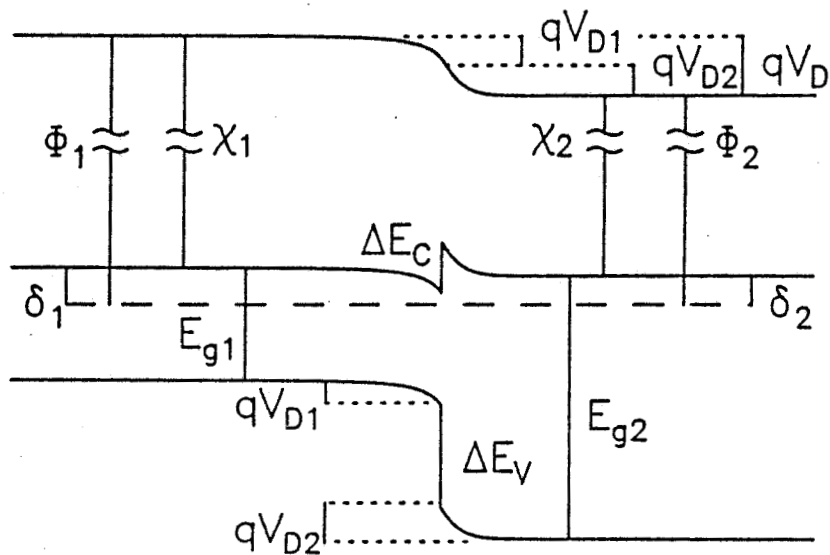 qV_D1
qV_D2
qV_D
Φ₁
χ₁
χ₂
Φ₂
ΔE_C
δ₁
δ₂
E_g1
qV_D1
E_g2
ΔE_V
qV_D2